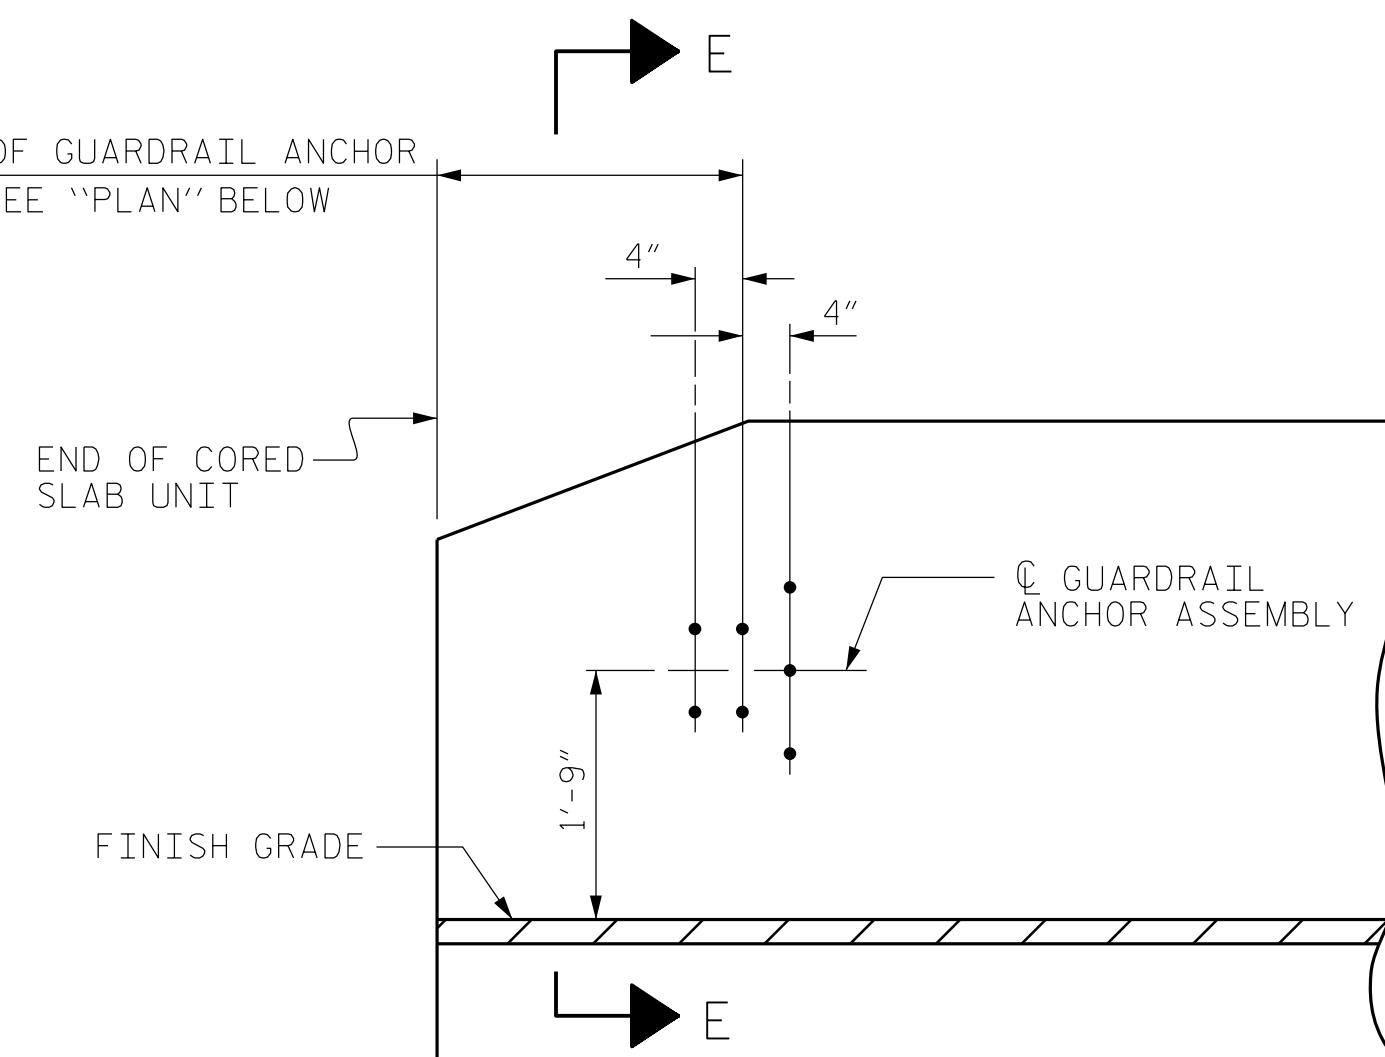 E
OF GUARDRAIL ANCHOR
EE "PLAN" BELOW
4"
4"
END OF CORED
SLAB UNIT
℄ GUARDRAIL
ANCHOR ASSEMBLY
1'-9"
FINISH GRADE
E